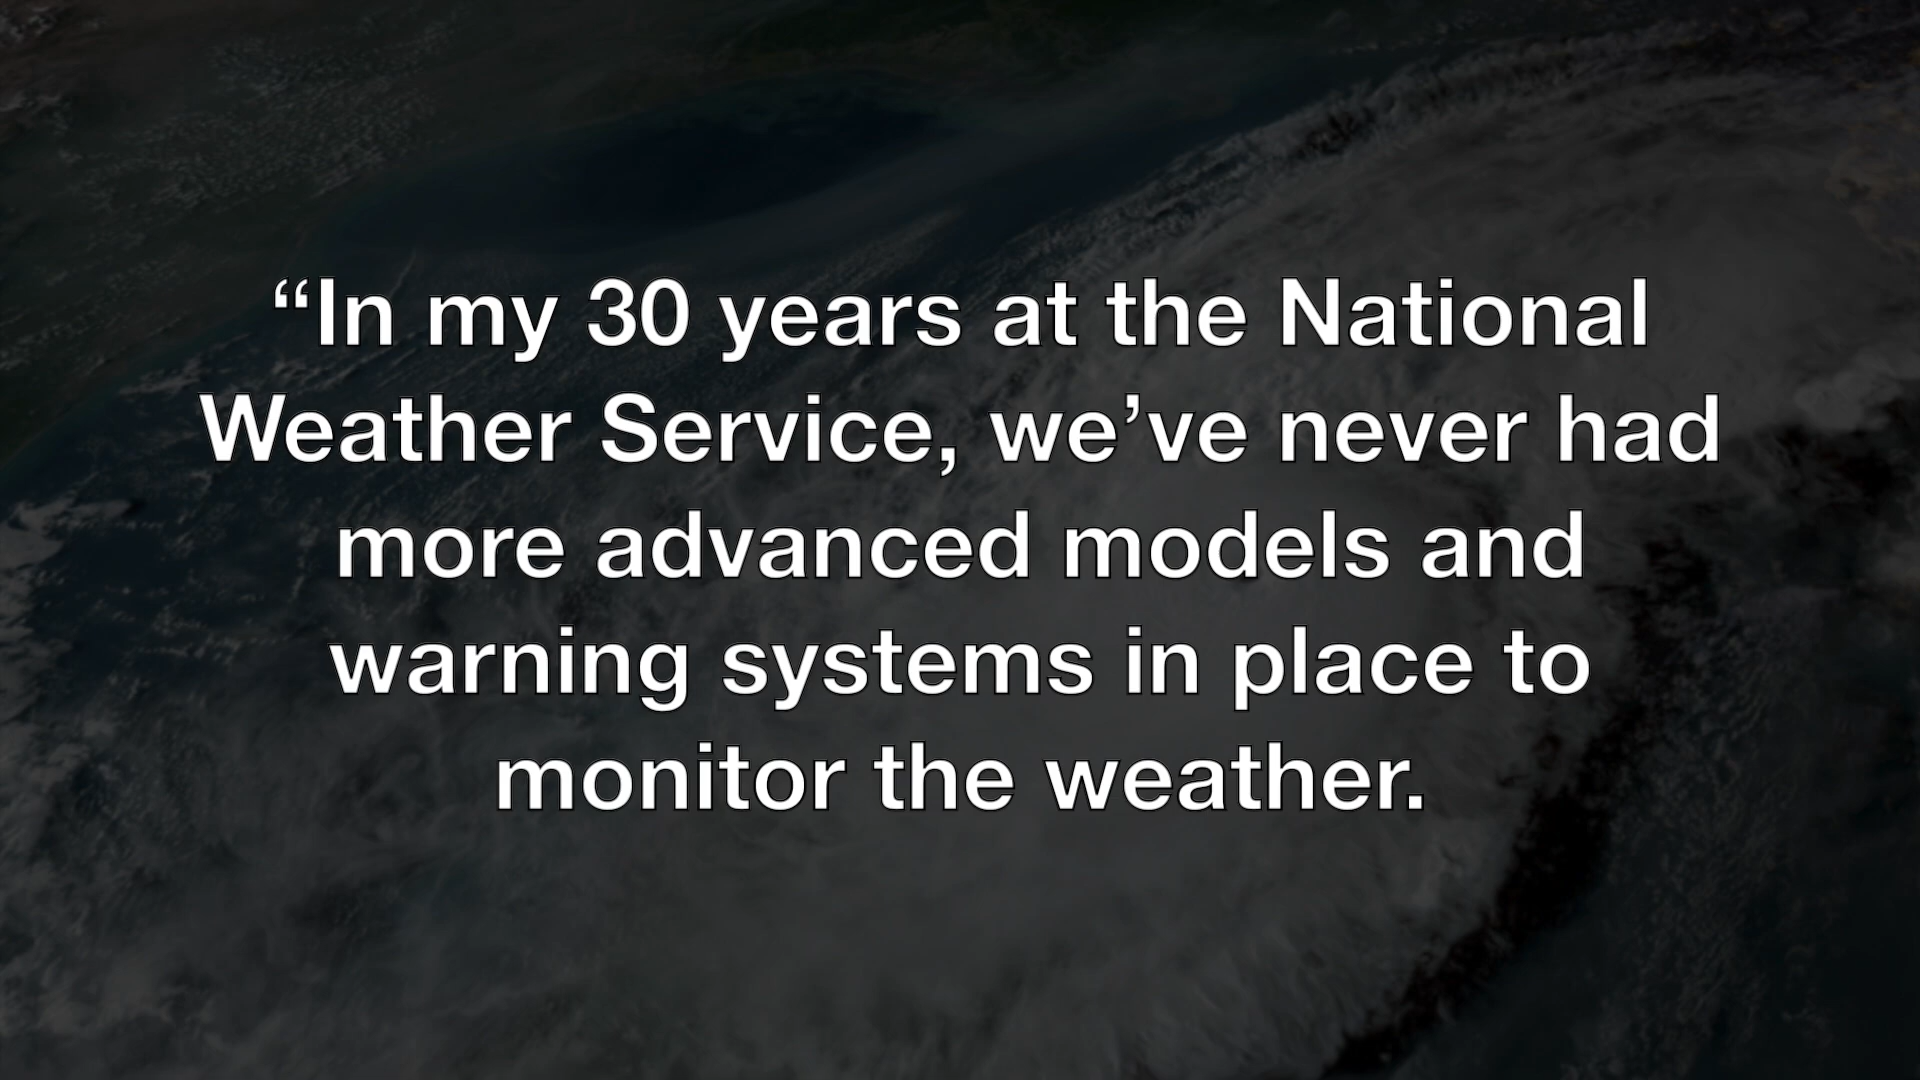 “In my 30 years at the National
Weather Service, we’ve never had
more advanced models and
warning systems in place to
monitor the weather.